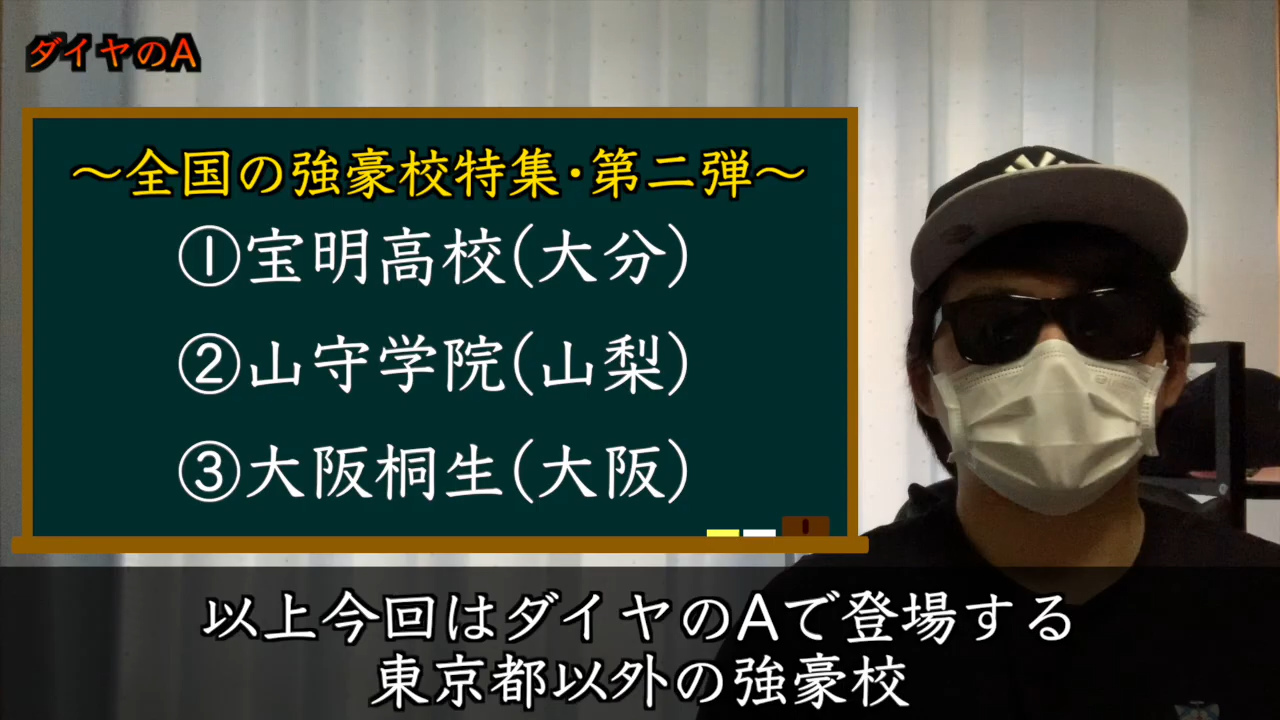 ダイヤのA
～全国の強豪校特集・第二弾～
①宝明高校(大分)
②山守学院(山梨)
③大阪桐生(大阪)
以上今回はダイヤのAで登場する
東京都以外の強豪校